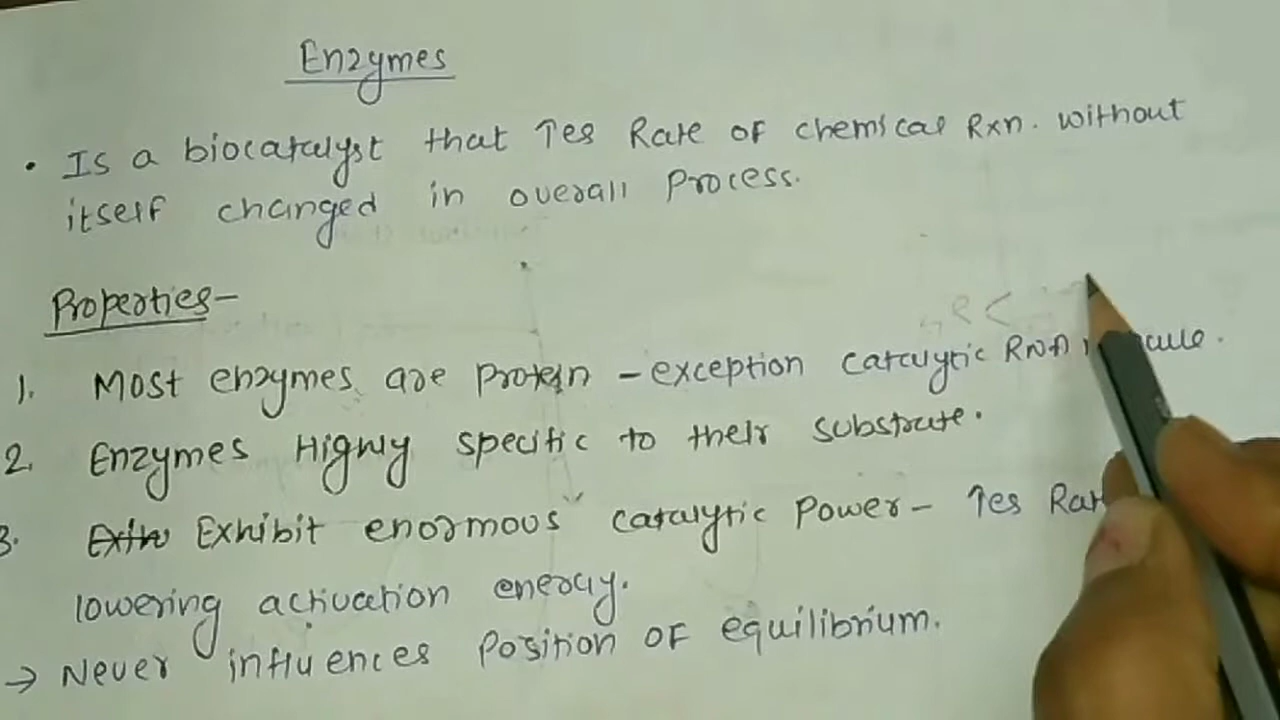 Enzymes
• Is a biocatalyst that ↑es Rate of chemical Rxn. without
itself changed in overall process.
Properties-
1. Most enzymes are protein - exception catalytic RNA
2. Enzymes Highly specific to their substrate.
3. Exhibit enormous catalytic power - ↑es
lowering activation energy.
→ Never influences position of equilibrium.